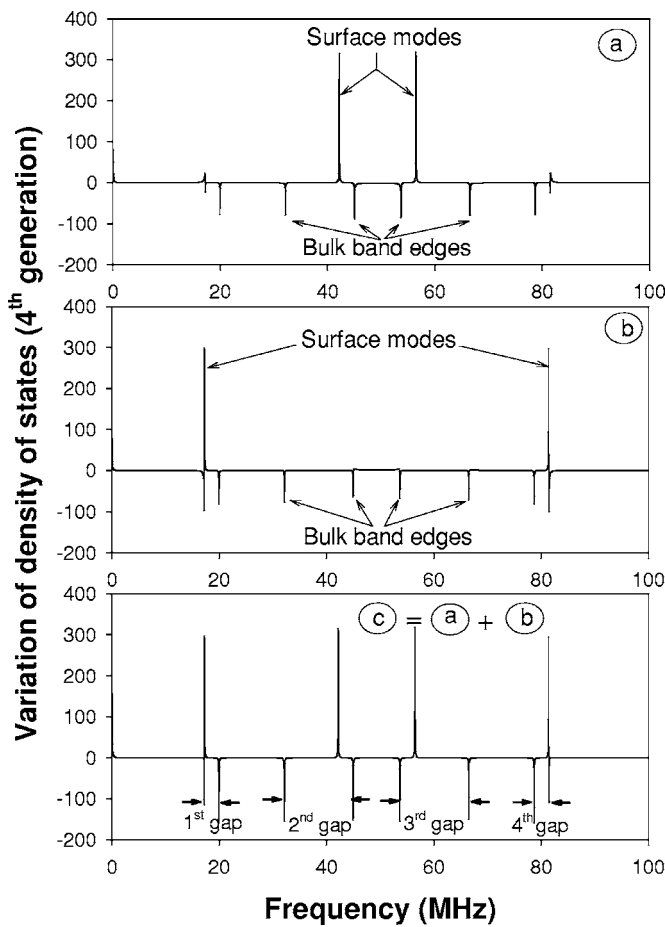 Variation of density of states (4th generation)
400
300
200
100
0
-100
-200
Surface modes
a
Bulk band edges
0 20 40 60 80 100
400
300
200
100
0
-100
-200
Surface modes
b
Bulk band edges
0 20 40 60 80 100
400
300
200
100
0
-100
-200
c = a + b
1st gap 2nd gap 3rd gap 4th gap
0 20 40 60 80 100
Frequency (MHz)